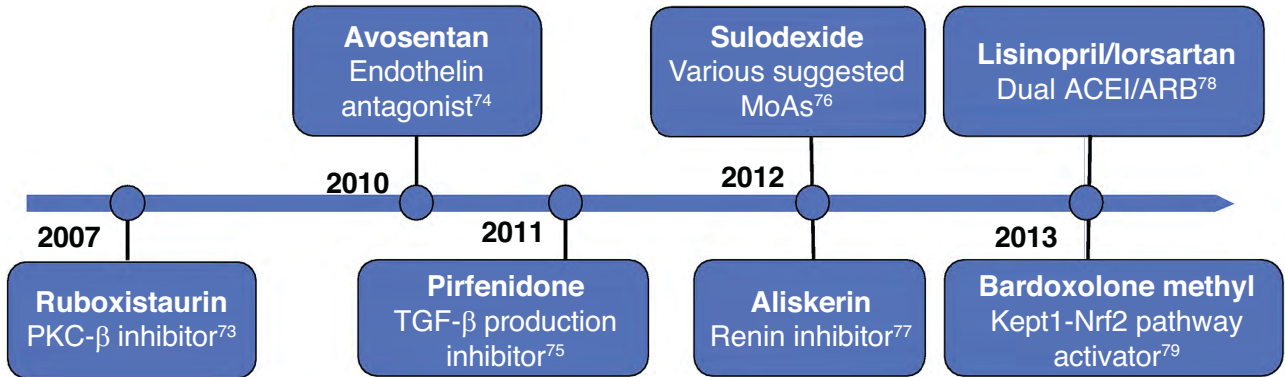 Avosentan
Endothelin
antagonist74
Sulodexide
Various suggested
MoAs76
Lisinopril/lorsartan
Dual ACEI/ARB78
2010
2012
2007
2011
2013
Ruboxistaurin
PKC-β inhibitor73
Pirfenidone
TGF-β production
inhibitor75
Aliskerin
Renin inhibitor77
Bardoxolone methyl
Kept1-Nrf2 pathway
activator79